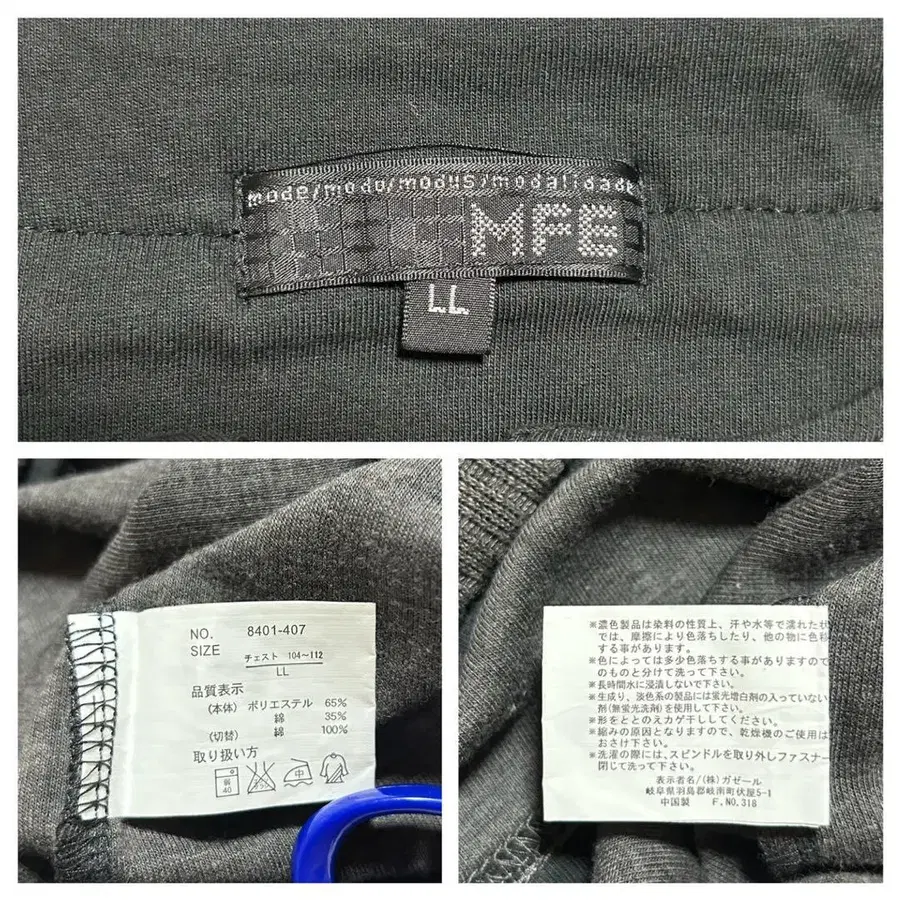 mode/modo/modus/modalidade
MFE
LL
NO. 8401-407
SIZE チェスト 104~112
LL
品質表示
(本体) ポリエステル 65%
綿 35%
(切替) 綿 100%
取り扱い方
弱 40 中
※濃色製品は染料の性質上、汗や水等で濡れた状
では、摩擦により色落ちしたり、他の物に色移
する事があります。
※色によっては多少色落ちする事がありますので
のものと分けて洗って下さい。
※長時間水に浸漬しないで下さい。
※生成り、淡色系の製品には蛍光増白剤の入っていない
剤(無蛍光洗剤)を使用して下さい。
※形をととのえカゲ干ししてください。
※縮みの原因となりますので、乾燥機のご使用は
おさけ下さい。
※洗濯の際には、スピンドルを取り外しファスナー
閉じて洗って下さい。
表示者名/(株)ガゼール
岐阜県羽島郡岐南町伏屋5-1
中国製 F.NO.318